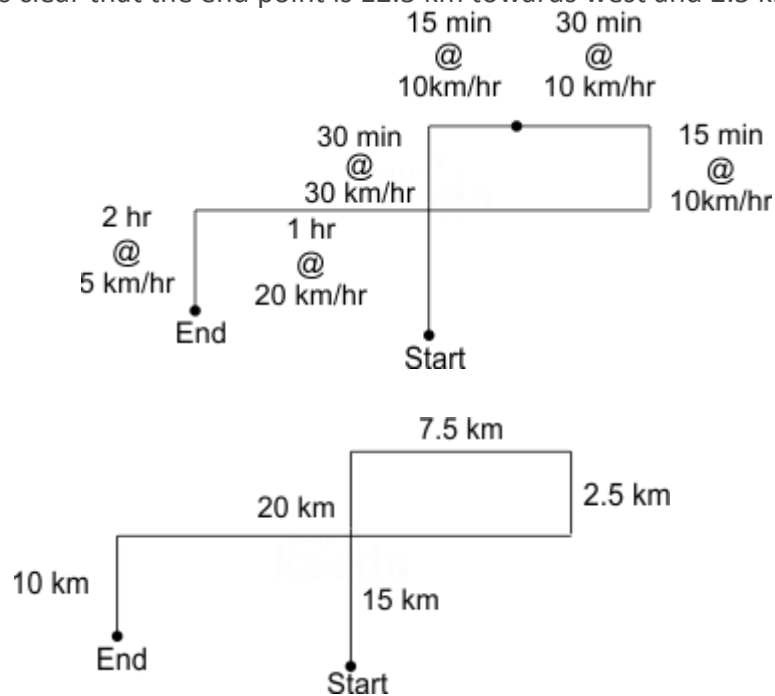 s clear that the end point is 12.5 km towards west and 2.5 k
15 min
@
10km/hr
30 min
@
10 km/hr
30 min
@
30 km/hr
15 min
@
10km/hr
2 hr
@
5 km/hr
1 hr
@
20 km/hr
End
Start
7.5 km
20 km
2.5 km
10 km
15 km
End
Start